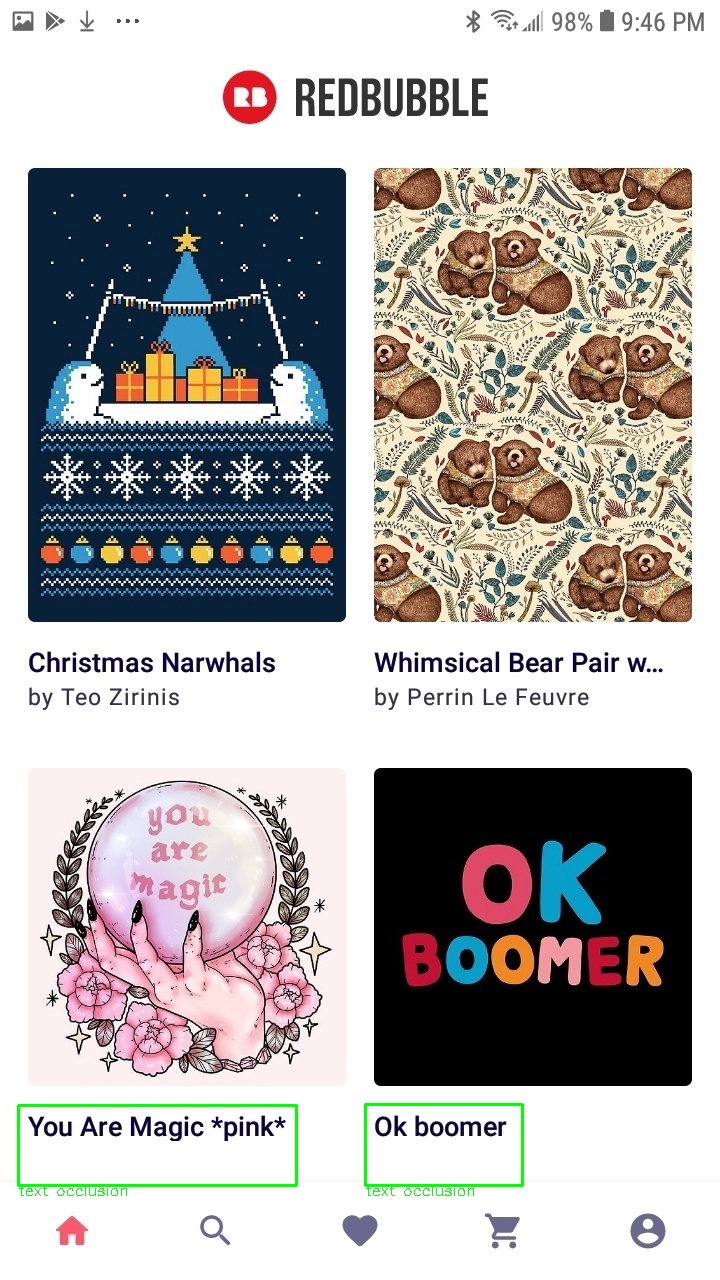 98% 9:46 PM
RB REDBUBBLE
Christmas Narwhals
by Teo Zirinis
Whimsical Bear Pair w...
by Perrin Le Feuvre
you
are
magic
OK
BOOMER
You Are Magic *pink*
Ok boomer
text occlusion
text occlusion